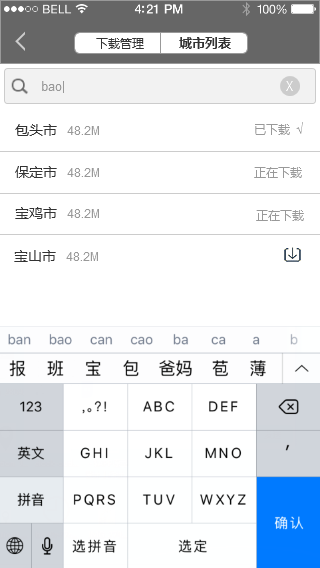 BELL 4:21 PM 100%
下载管理 城市列表
bao X
包头市 48.2M 已下载 √
保定市 48.2M 正在下载
宝鸡市 48.2M 正在下载
宝山市 48.2M
ban bao can cao ba ca a b
报 班 宝 包 爸妈 苞 薄
123 ,。?! ABC DEF
英文 GHI JKL MNO ′
拼音 PQRS TUV WXYZ 确认
选拼音 选定